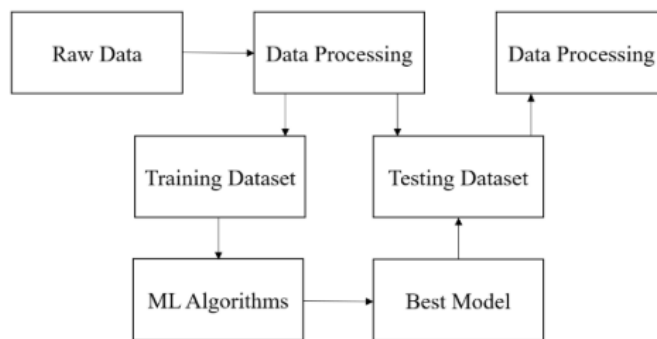 Raw Data
Data Processing
Data Processing
Training Dataset
Testing Dataset
ML Algorithms
Best Model